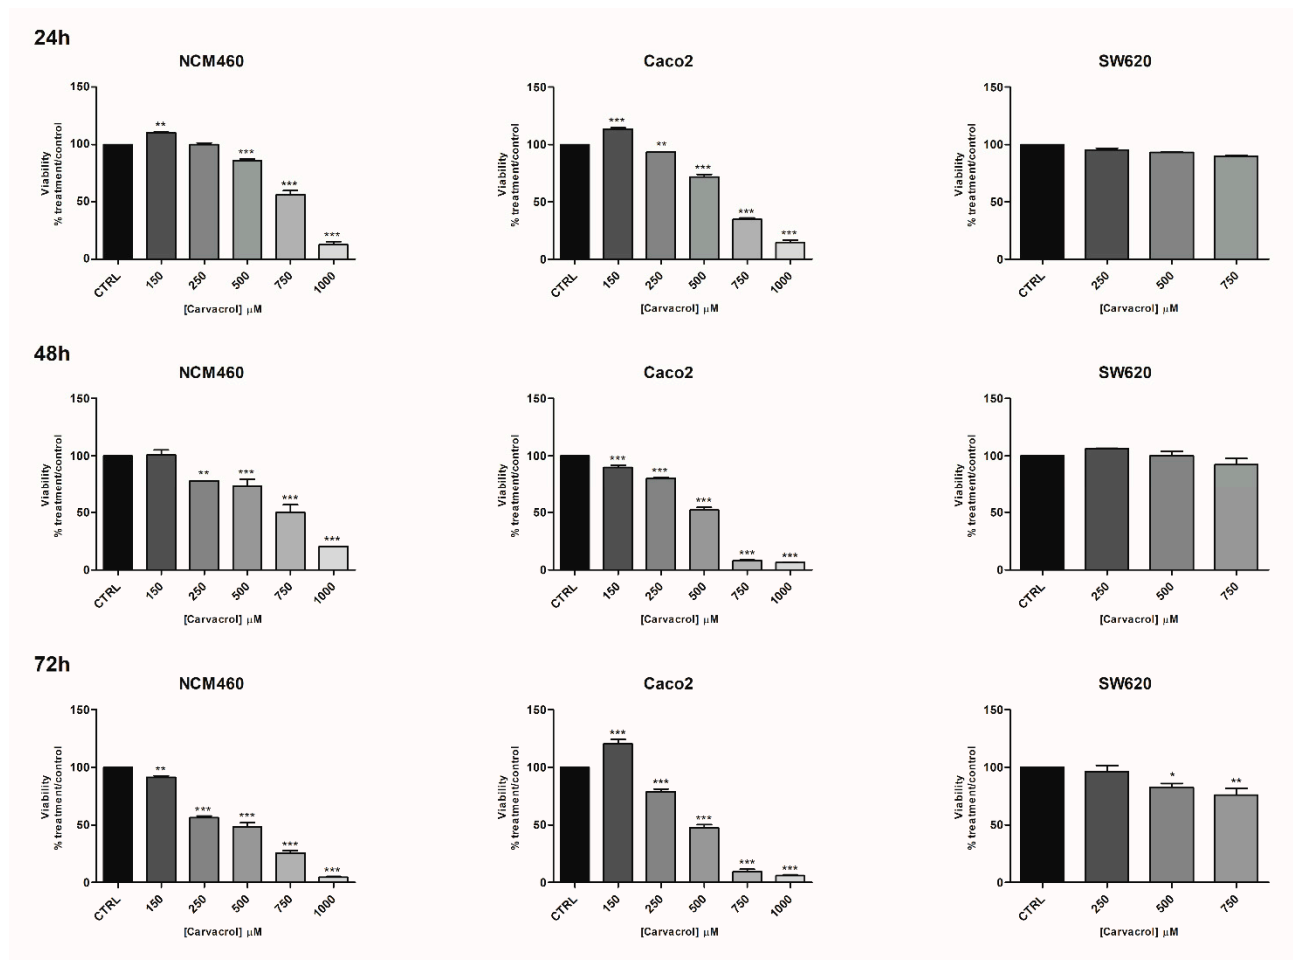 24h
NCM460
Viability
% treatment/control
150
100
50
0
**
***
***
***
CTRL
150
250
500
750
1000
[Carvacrol] μM
Caco2
Viability
% treatment/control
150
100
50
0
***
**
***
***
***
CTRL
150
250
500
750
1000
[Carvacrol] μM
SW620
Viability
% treatment/control
150
100
50
0
CTRL
250
500
750
[Carvacrol] μM
48h
NCM460
Viability
% treatment/control
150
100
50
0
**
***
***
***
CTRL
150
250
500
750
1000
[Carvacrol] μM
Caco2
Viability
% treatment/control
150
100
50
0
***
***
***
***
***
CTRL
150
250
500
750
1000
[Carvacrol] μM
SW620
Viability
% treatment/control
150
100
50
0
CTRL
250
500
750
[Carvacrol] μM
72h
NCM460
Viability
% treatment/control
150
100
50
0
**
***
***
***
***
CTRL
150
250
500
750
1000
[Carvacrol] μM
Caco2
Viability
% treatment/control
150
100
50
0
***
***
***
***
***
CTRL
150
250
500
750
1000
[Carvacrol] μM
SW620
Viability
% treatment/control
150
100
50
0
*
**
CTRL
250
500
750
[Carvacrol] μM